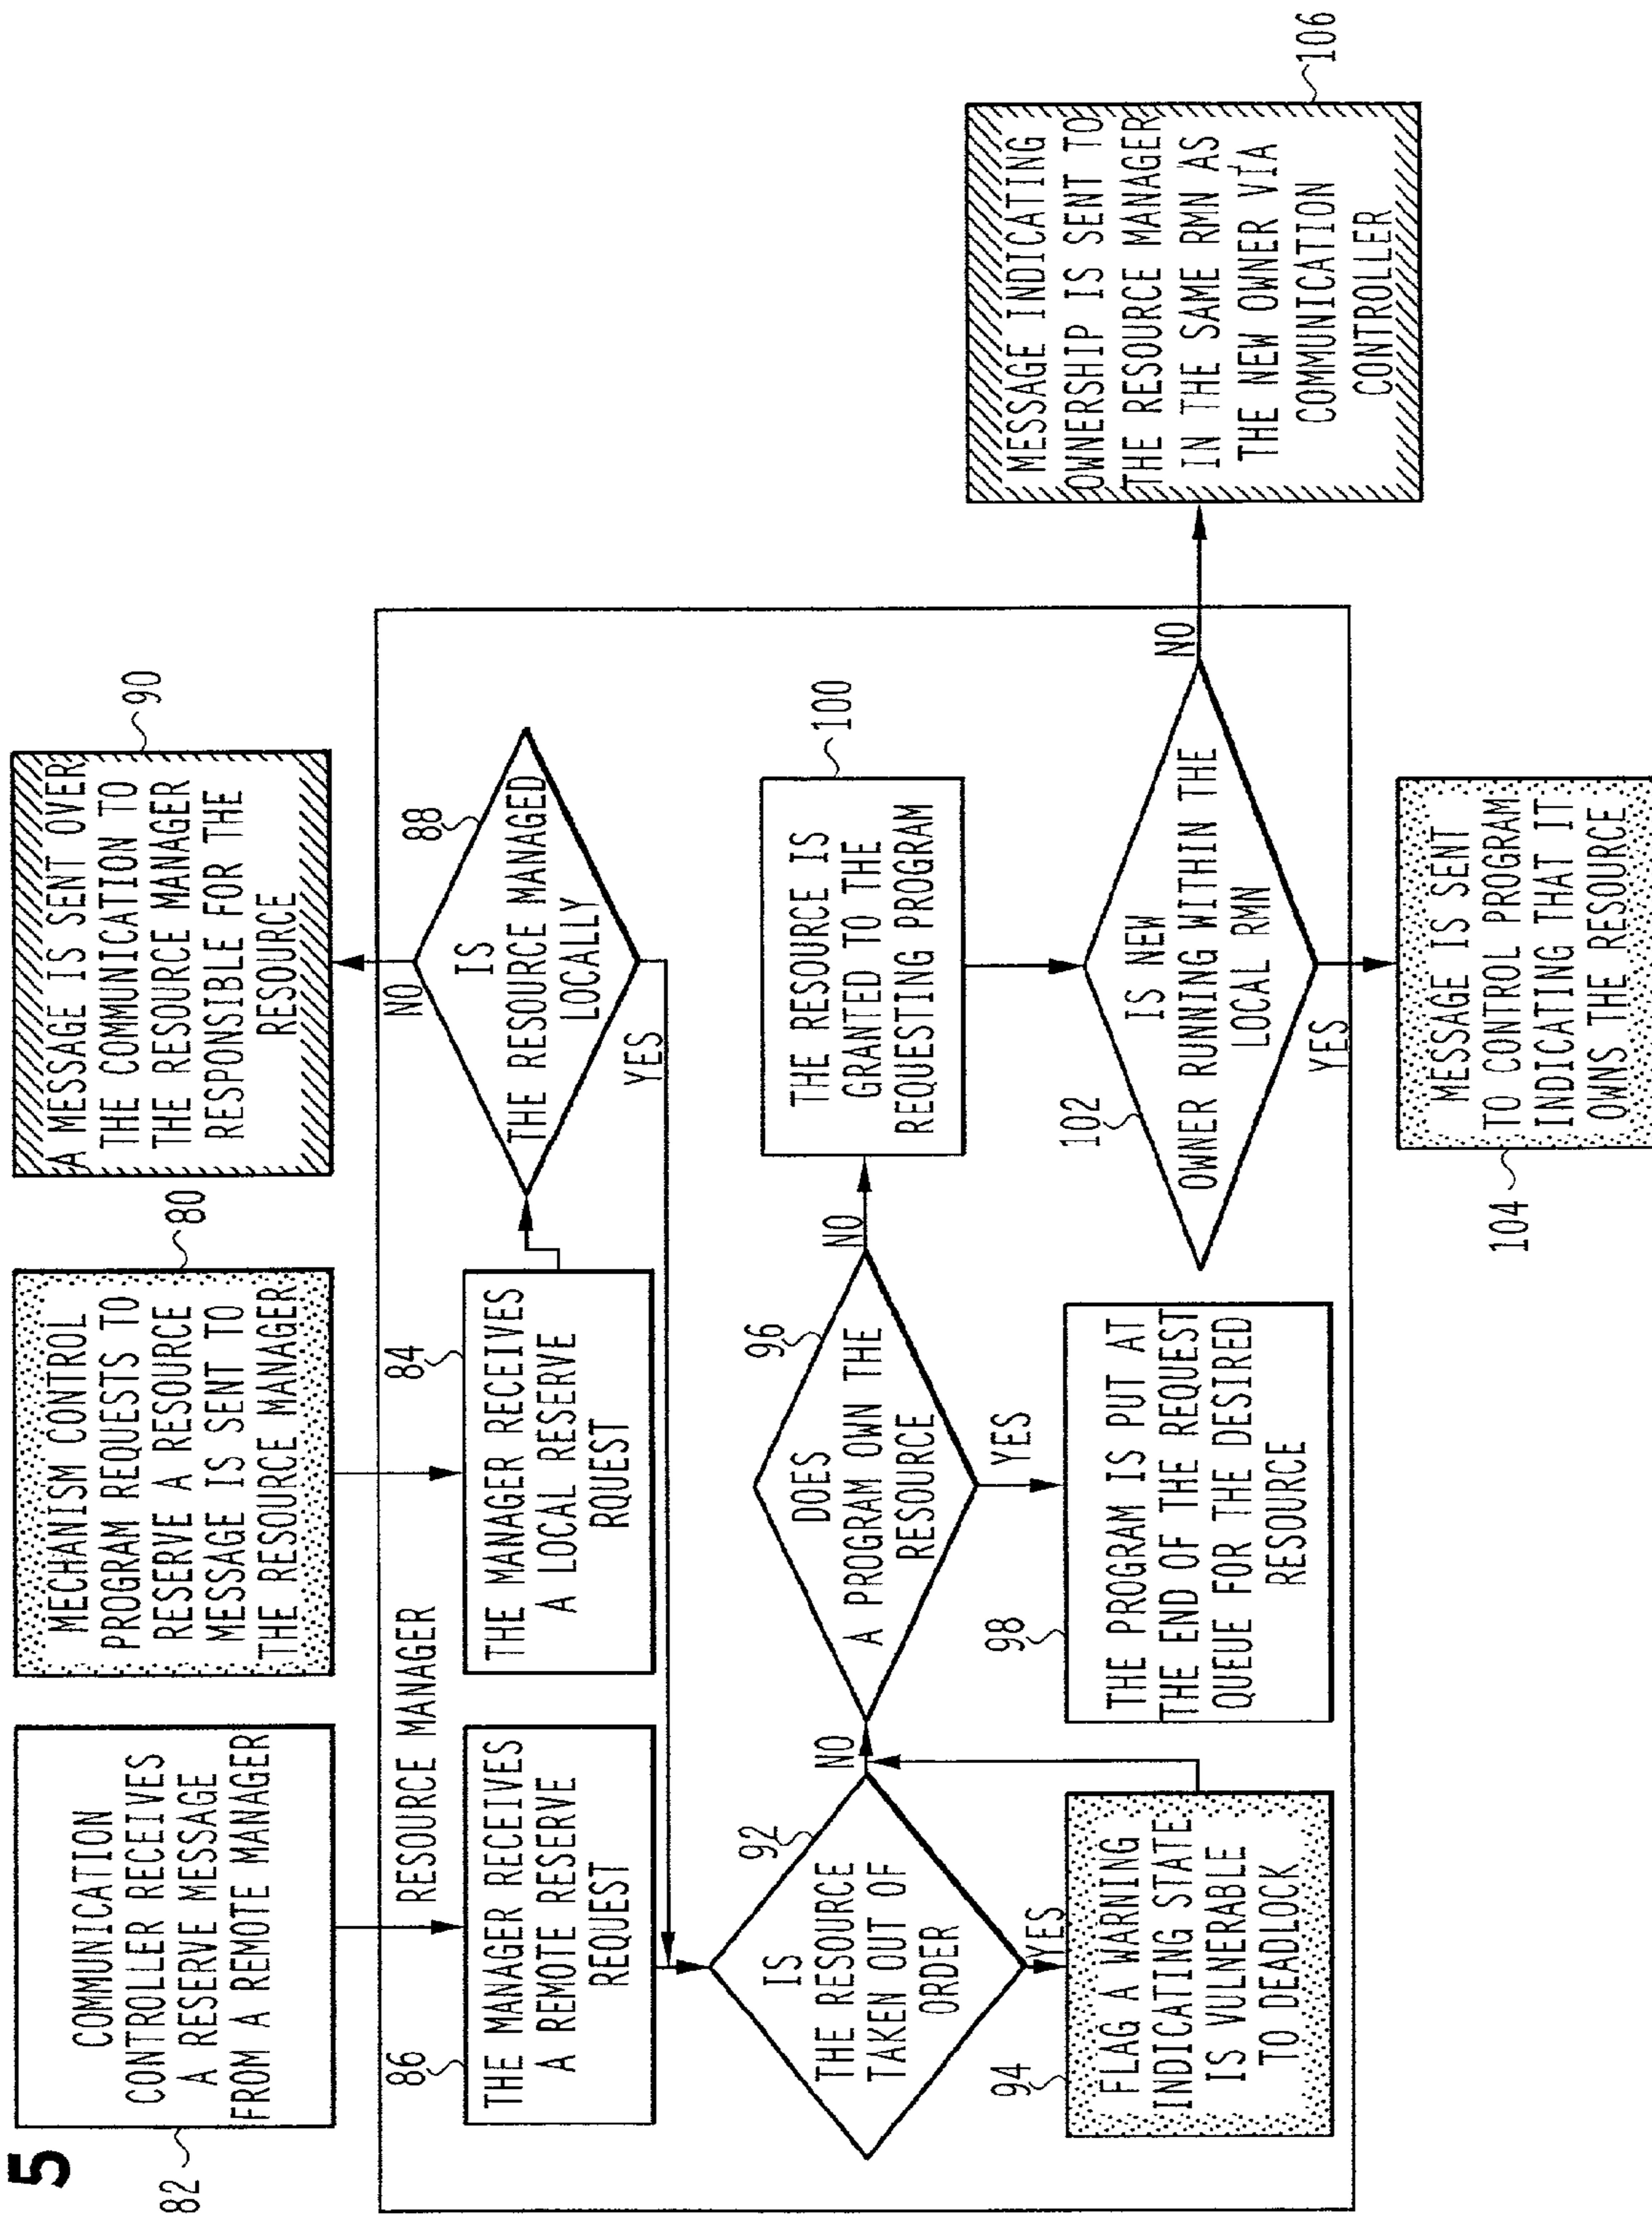 5
COMMUNICATION
CONTROLLER RECEIVES
A RESERVE MESSAGE
FROM A REMOTE MANAGER
82
MECHANISM CONTROL
PROGRAM REQUESTS TO
RESERVE A RESOURCE
MESSAGE IS SENT TO
THE RESOURCE MANAGER
80
A MESSAGE IS SENT OVER
THE COMMUNICATION TO
THE RESOURCE MANAGER
RESPONSIBLE FOR THE
RESOURCE
90
RESOURCE MANAGER
86
THE MANAGER RECEIVES
A REMOTE RESERVE
REQUEST
84
THE MANAGER RECEIVES
A LOCAL RESERVE
RQUEST
88
NO
IS
THE RESOURCE MANAGED
LOCALLY
YES
92
IS
THE RESOURCE
TAKEN OUT OF
ORDER
NO
YES
94
FLAG A WARNING
INDICATING STATE
IS VULNERABLE
TO DEADLOCK
96
DOES
A PROGRAM OWN THE
RESOURCE
NO
YES
98
THE PROGRAM IS PUT AT
THE END OF THE REQUEST
QUEUE FOR THE DESIRED
RESOURCE
100
THE RESOURCE IS
GRANTED TO THE
REQUESTING PROGRAM
102
IS NEW
OWNER RUNNING WITHIN THE
LOCAL RMN
NO
YES
104
MESSAGE IS SENT
TO CONTROL PROGRAM
INDICATING THAT IT
OWNS THE RESOURCE
MESSAGE INDICATING
OWNERSHIP IS SENT TO
THE RESOURCE MANAGER
IN THE SAME RMN AS
THE NEW OWNER VIA
COMMUNICATION
CONTROLLER
106